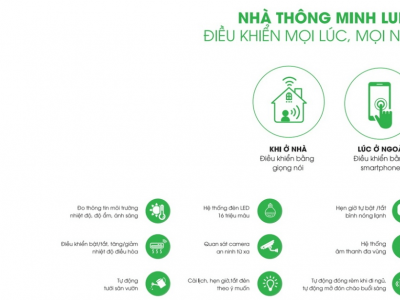 NHÀ THÔNG MINH LU
ĐIỀU KHIỂN MỌI LÚC, MỌI N
KHI Ở NHÀ
Điều khiển bằng
giọng nói
LÚC Ở NGOÀ
Điều khiển bằ
smartphone
Đo thông tin môi trường
nhiệt độ, độ ẩm, ánh sáng
Hệ thống đèn LED
16 triệu màu
Hẹn giờ tự bật /tắt
bình nóng lạnh
Điều khiển bật/tắt, tăng/giảm
nhiệt độ điều hòa
Quan sát camera
an ninh từ xa
Hệ thống
âm thanh đa vùng
Tự động
tưới sân vườn
Cài lịch, hẹn giờ, tắt đèn
theo ý muốn
Tự động đóng rèm khi đi ngủ,
tự động mở đón chào buổi sáng